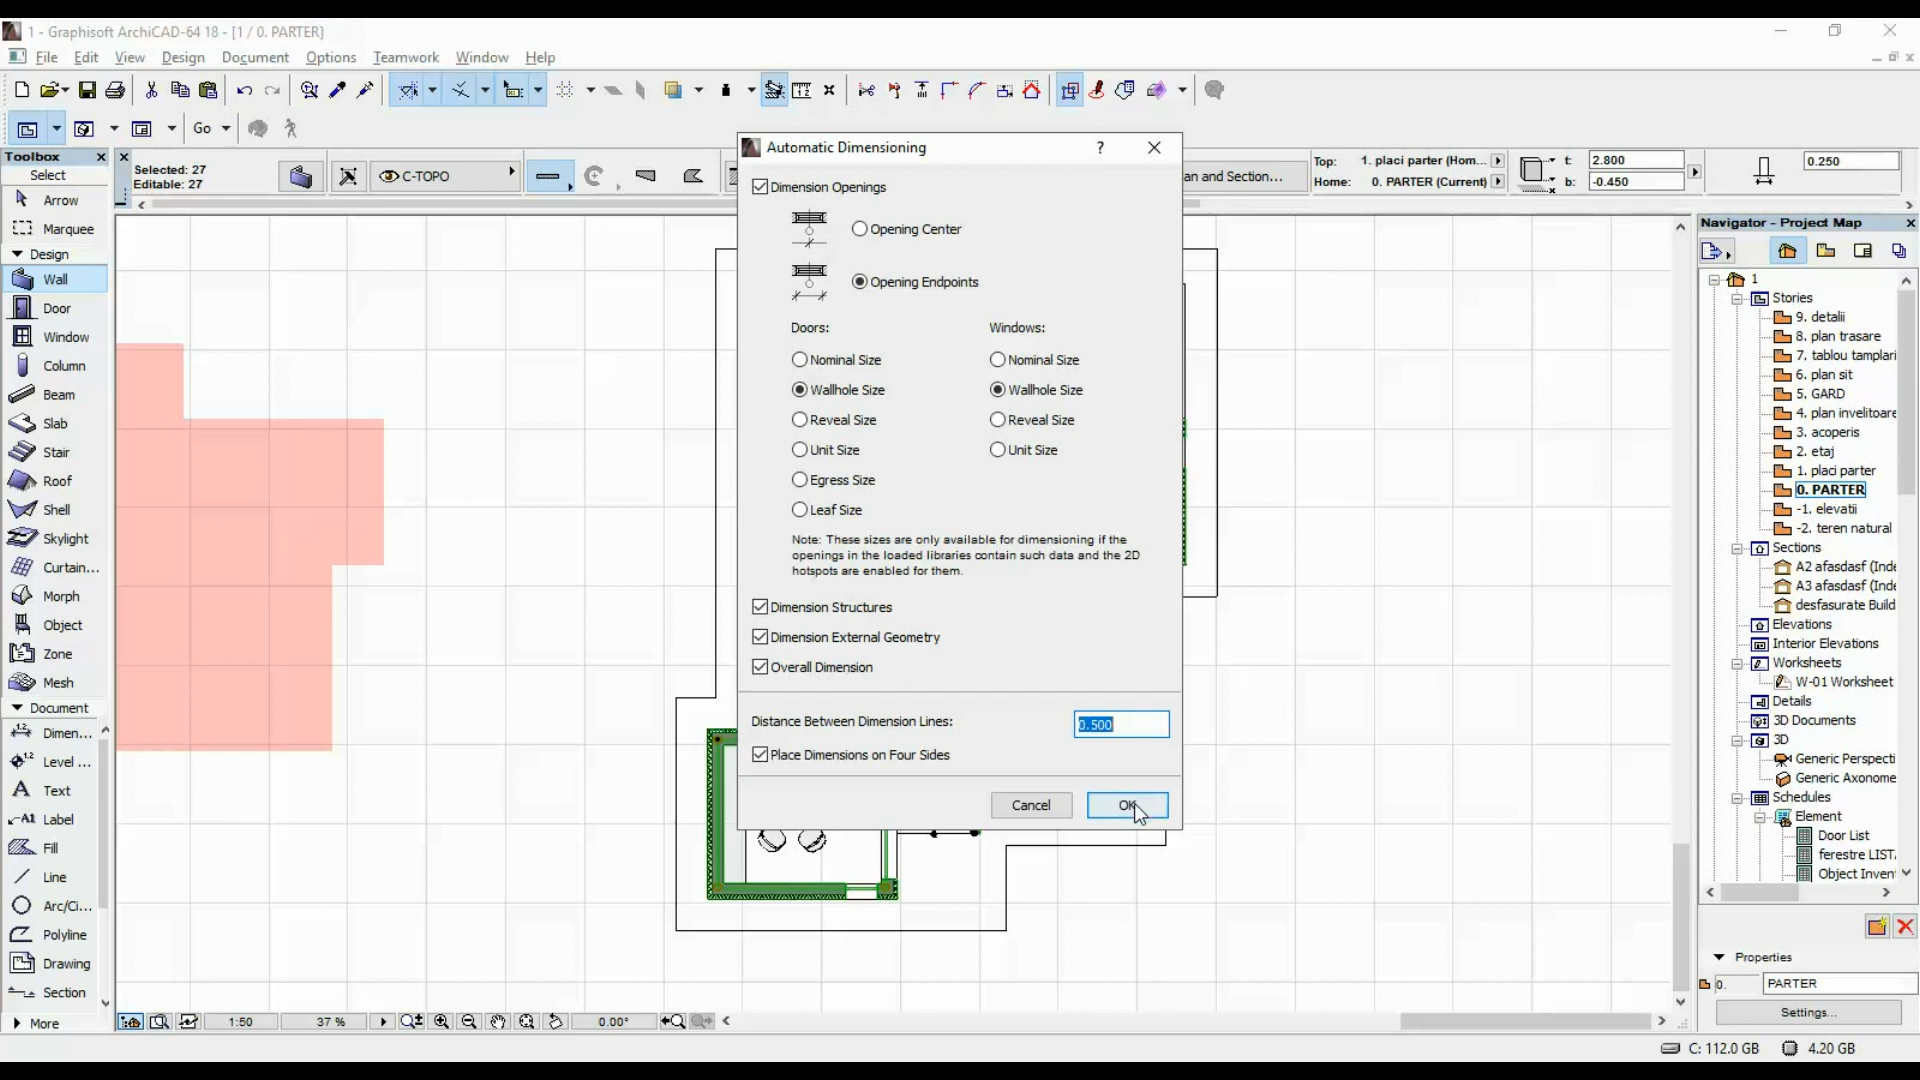 1 - Graphisoft ArchiCAD-64 18 - [1 / 0. PARTER]
File Edit View Design Document Options Teamwork Window Help
Go
Toolbox
Select
Arrow
Marquee
Design
Wall
Door
Window
Column
Beam
Slab
Stair
Roof
Shell
Skylight
Curtain...
Morph
Object
Zone
Mesh
Document
Dimen...
Level ...
Text
Label
Fill
Line
Arc/Ci...
Polyline
Drawing
Section
More
Selected: 27
Editable: 27
C-TOPO
an and Section...
Top: 1. placi parter (Hom...
Home: 0. PARTER (Current)
t: 2.800
b: -0.450
0.250
Automatic Dimensioning
Dimension Openings
Opening Center
Opening Endpoints
Doors: Windows:
Nominal Size Nominal Size
Wallhole Size Wallhole Size
Reveal Size Reveal Size
Unit Size Unit Size
Egress Size
Leaf Size
Note: These sizes are only available for dimensioning if the
openings in the loaded libraries contain such data and the 2D
hotspots are enabled for them.
Dimension Structures
Dimension External Geometry
Overall Dimension
Distance Between Dimension Lines: 0.500
Place Dimensions on Four Sides
Cancel OK
Navigator - Project Map
1
Stories
9. detalii
8. plan trasare
7. tablou tamplari
6. plan sit
5. GARD
4. plan invelitoare
3. acoperis
2. etaj
1. placi parter
0. PARTER
-1. elevatii
-2. teren natural
Sections
A2 afasdasf (Inde
A3 afasdasf (Inde
desfasurate Build
Elevations
Interior Elevations
Worksheets
W-01 Worksheet
Details
3D Documents
3D
Generic Perspecti
Generic Axonome
Schedules
Element
Door List
ferestre LIST
Object Inven
Properties
0. PARTER
Settings...
1:50 37 % 0.00°
C: 112.0 GB 4.20 GB